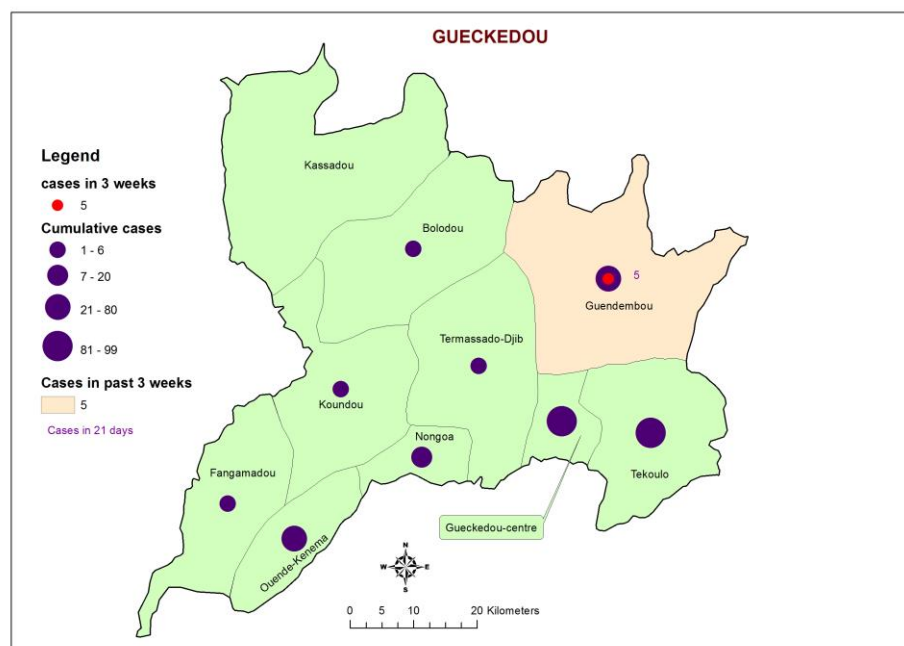 GUECKEDOU
Legend
cases in 3 weeks
5
Cumulative cases
1 - 6
7 - 20
21 - 80
81 - 99
Cases in past 3 weeks
5
Cases in 21 days
Kassadou
Bolodou
5
Guendembou
Termassado-Djib
Koundou
Nongoa
Tekoulo
Fangamadou
Gueckedou-centre
Ouende-Kenema
N
W E
S
0 5 10 20 Kilometers